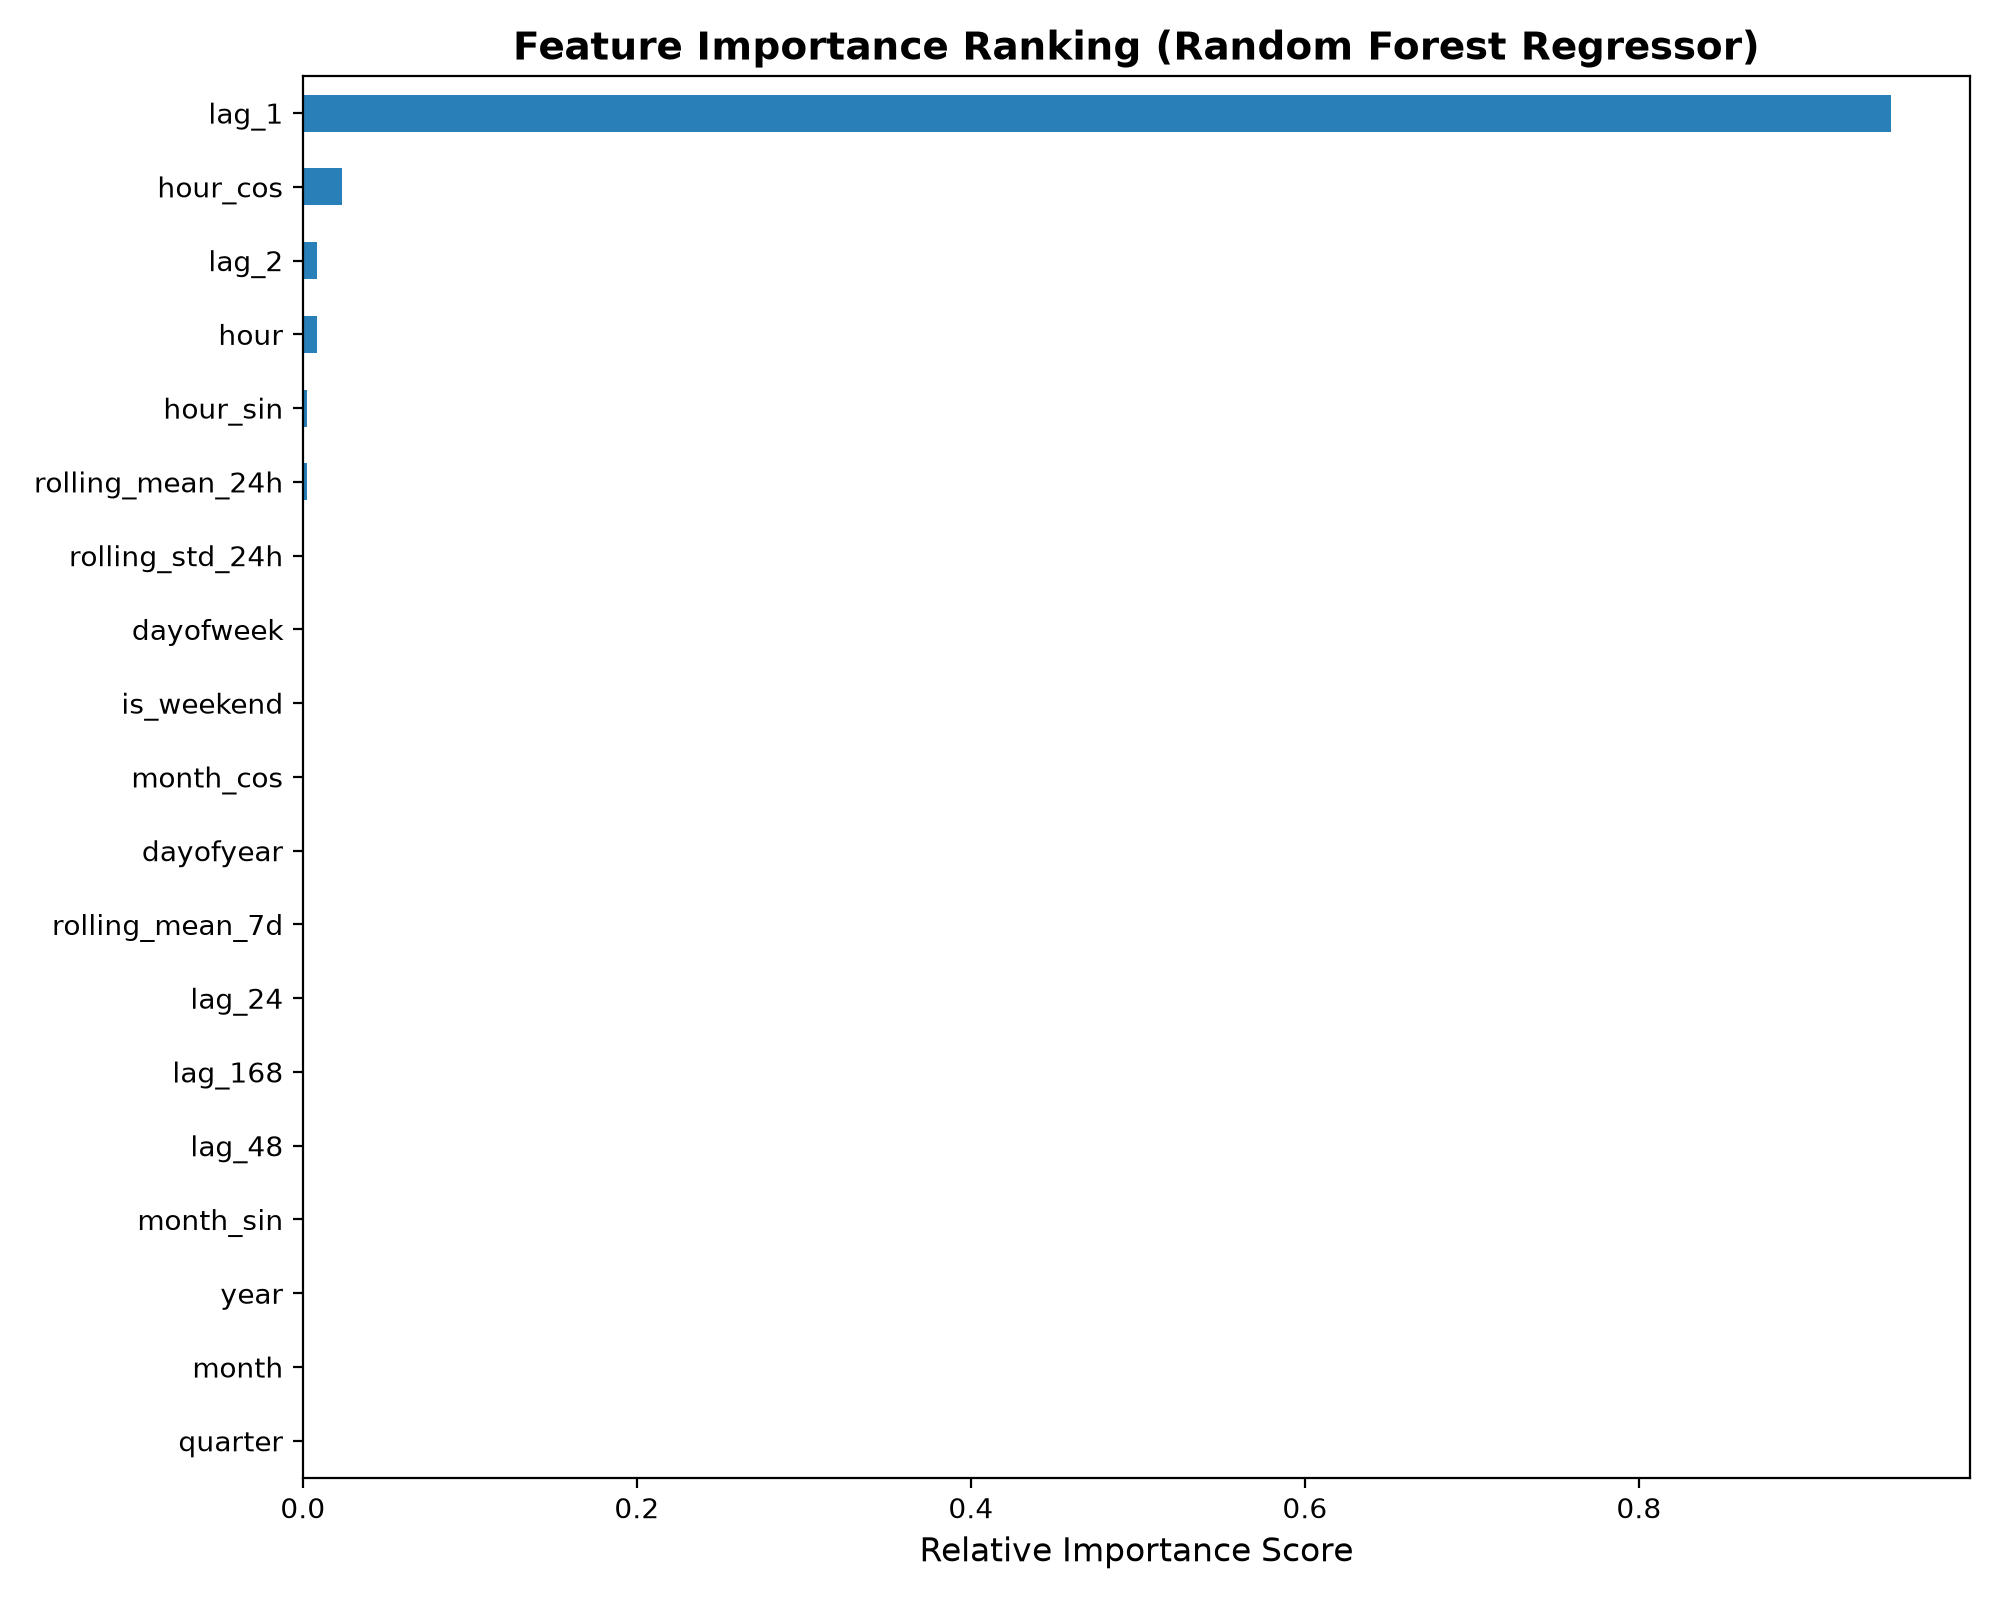 Feature Importance Ranking (Random Forest Regressor)
lag_1
hour_cos
lag_2
hour
hour_sin
rolling_mean_24h
rolling_std_24h
dayofweek
is_weekend
month_cos
dayofyear
rolling_mean_7d
lag_24
lag_168
lag_48
month_sin
year
month
quarter
0.0 0.2 0.4 0.6 0.8
Relative Importance Score